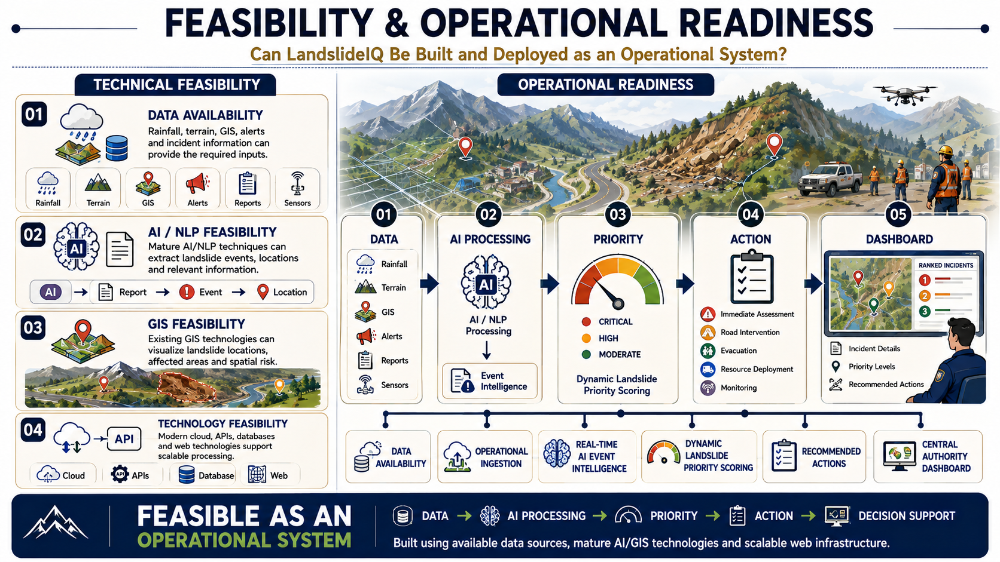 FEASIBILITY & OPERATIONAL READINESS
Can LandslideIQ Be Built and Deployed as an Operational System?
TECHNICAL FEASIBILITY
01
DATA AVAILABILITY
Rainfall, terrain, GIS, alerts
and incident information can
provide the required inputs.
Rainfall
Terrain
GIS
Alerts
Reports
Sensors
02
AI
AI / NLP FEASIBILITY
Mature AI/NLP techniques can
extract landslide events, locations
and relevant information.
AI
Report
Event
Location
03
GIS FEASIBILITY
Existing GIS technologies can
visualize landslide locations,
affected areas and spatial risk.
04
API
TECHNOLOGY FEASIBILITY
Modern cloud, APIs, databases
and web technologies support
scalable processing.
Cloud
API
APIs
Database
Web
OPERATIONAL READINESS
01
DATA
Rainfall
Terrain
GIS
Alerts
Reports
Sensors
02
AI PROCESSING
AI
AI / NLP
Processing
Event
Intelligence
03
PRIORITY
CRITICAL
HIGH
MODERATE
Dynamic Landslide
Priority Scoring
04
ACTION
Immediate Assessment
Road Intervention
Evacuation
Resource Deployment
Monitoring
05
DASHBOARD
RANKED INCIDENTS
1
2
3
Incident Details
Priority Levels
Recommended Actions
DATA
AVAILABILITY
OPERATIONAL
INGESTION
REAL-TIME
AI EVENT
INTELLIGENCE
DYNAMIC
LANDSLIDE
PRIORITY SCORING
RECOMMENDED
ACTIONS
CENTRAL
AUTHORITY
DASHBOARD
FEASIBLE AS AN
OPERATIONAL SYSTEM
DATA
AI PROCESSING
PRIORITY
ACTION
DECISION SUPPORT
Built using available data sources, mature AI/GIS technologies and scalable web infrastructure.